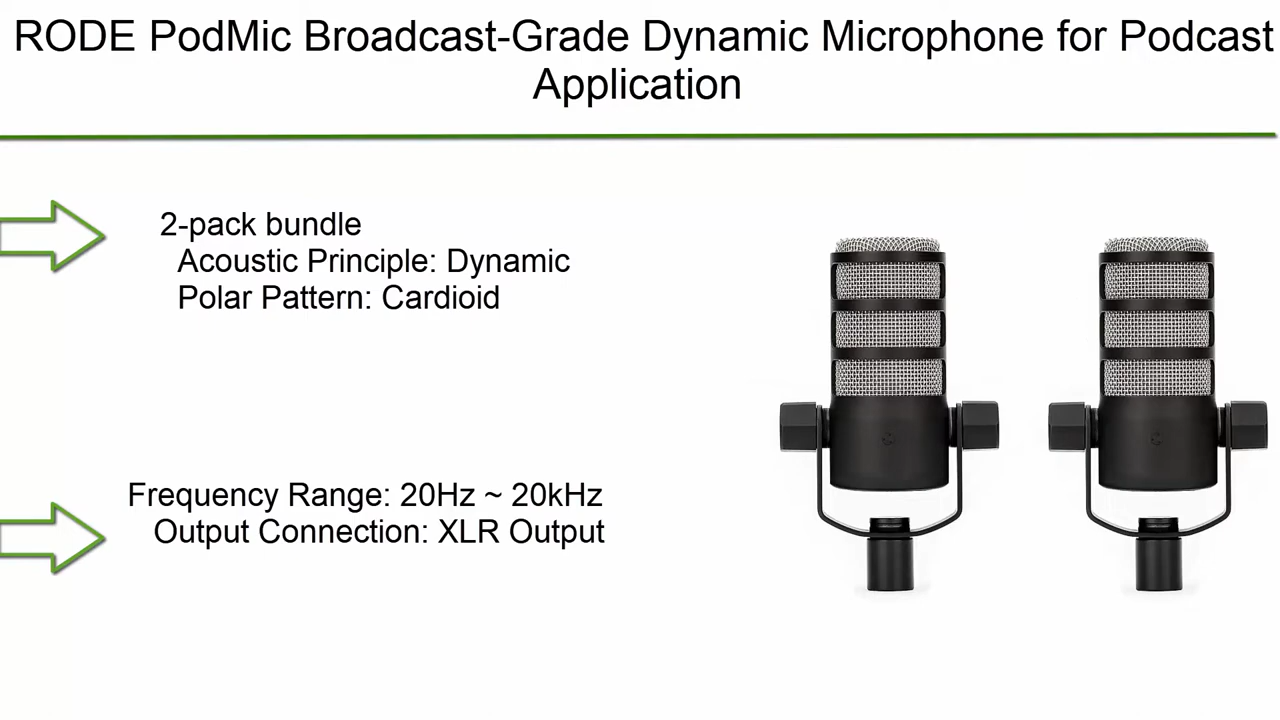 RODE PodMic Broadcast-Grade Dynamic Microphone for Podcast
Application
2-pack bundle
Acoustic Principle: Dynamic
Polar Pattern: Cardioid
Frequency Range: 20Hz ~ 20kHz
Output Connection: XLR Output